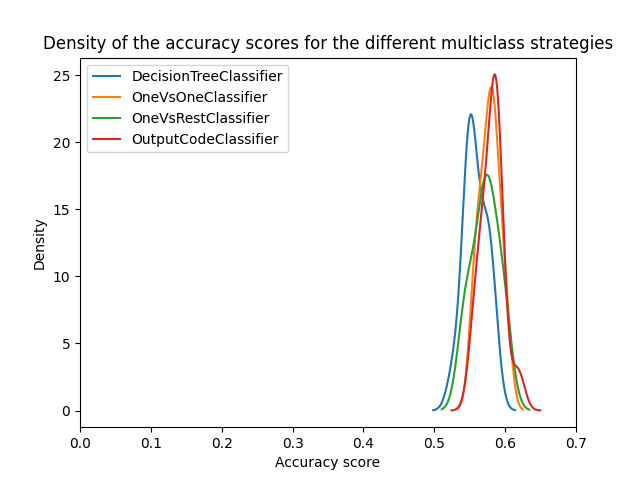 Density of the accuracy scores for the different multiclass strategies
DecisionTreeClassifier
OneVsOneClassifier
OneVsRestClassifier
OutputCodeClassifier
25
20
15
10
5
0
Density
0.0 0.1 0.2 0.3 0.4 0.5 0.6 0.7
Accuracy score